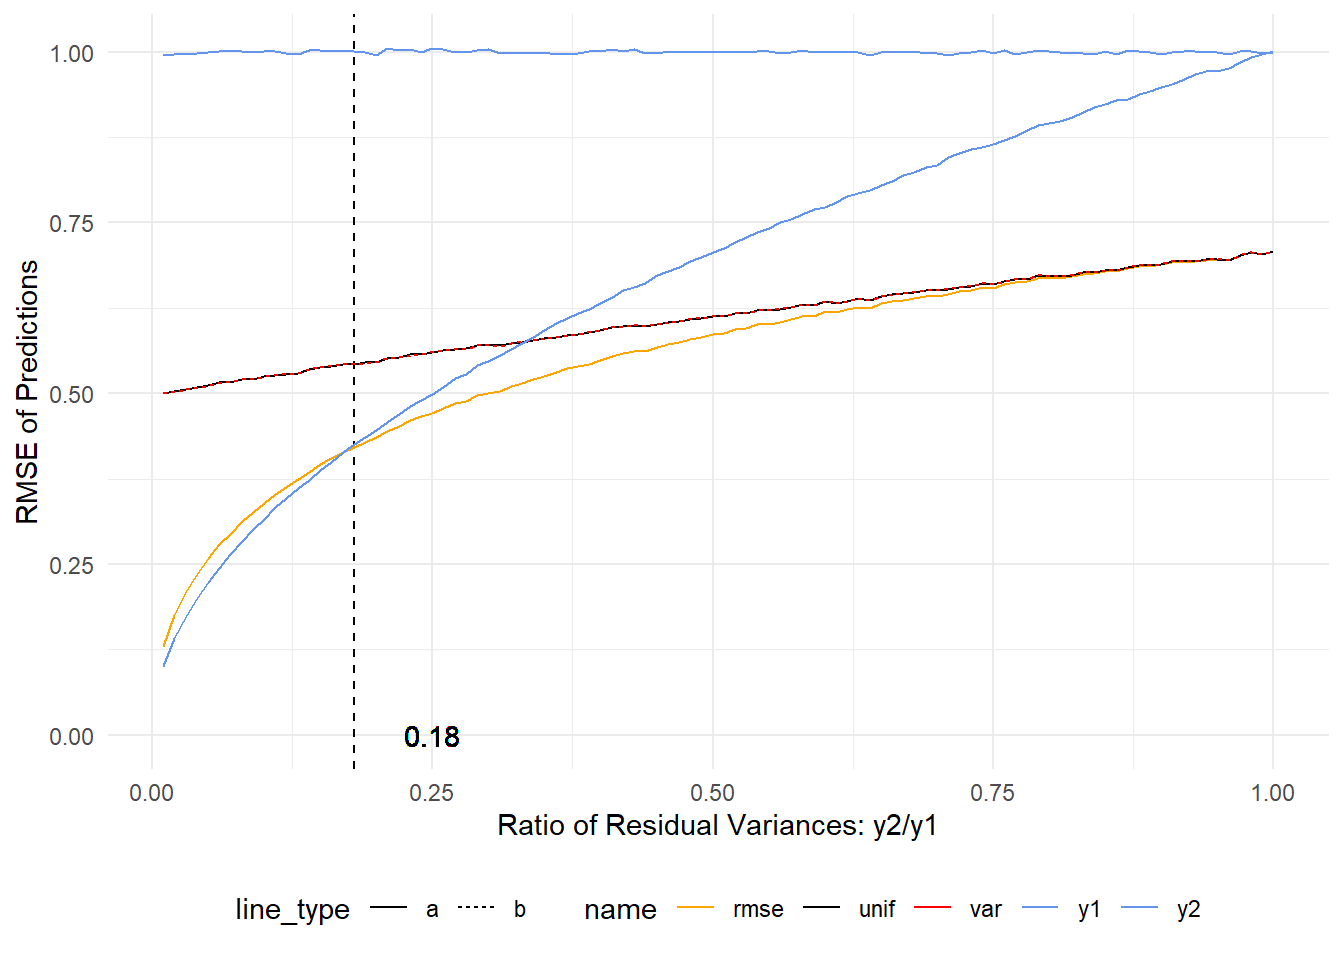 1.00
0.75
0.50
0.25
0.00
RMSE of Predictions
0.18
0.00 0.25 0.50 0.75 1.00
Ratio of Residual Variances: y2/y1
line_type a b name rmse unif var y1 y2